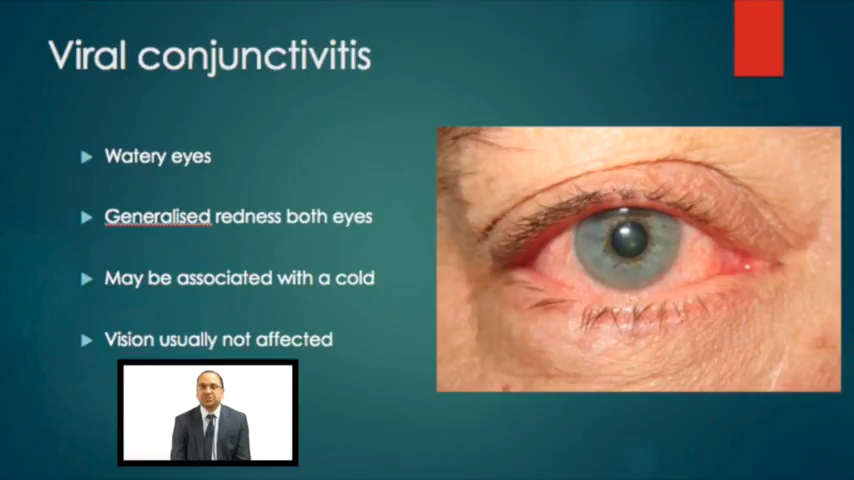 Viral conjunctivitis
Watery eyes
Generalised redness both eyes
May be associated with a cold
Vision usually not affected